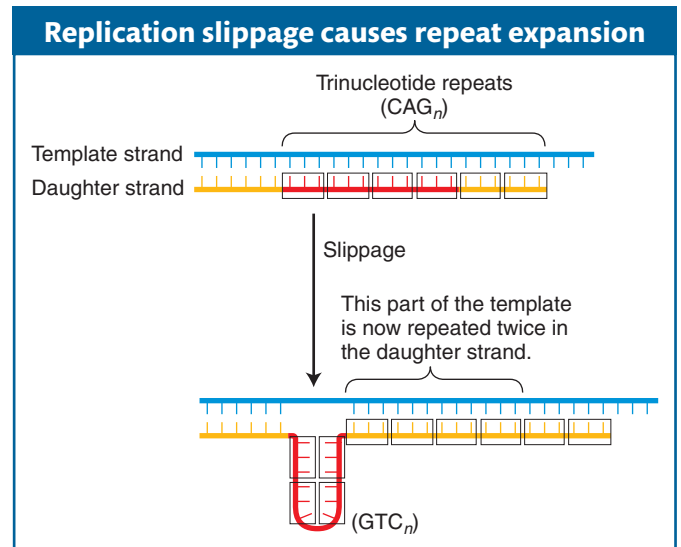 Replication slippage causes repeat expansion
Trinucleotide repeats
(CAGn)
Template strand
Daughter strand
Slippage
This part of the template
is now repeated twice in
the daughter strand.
(GTCn)